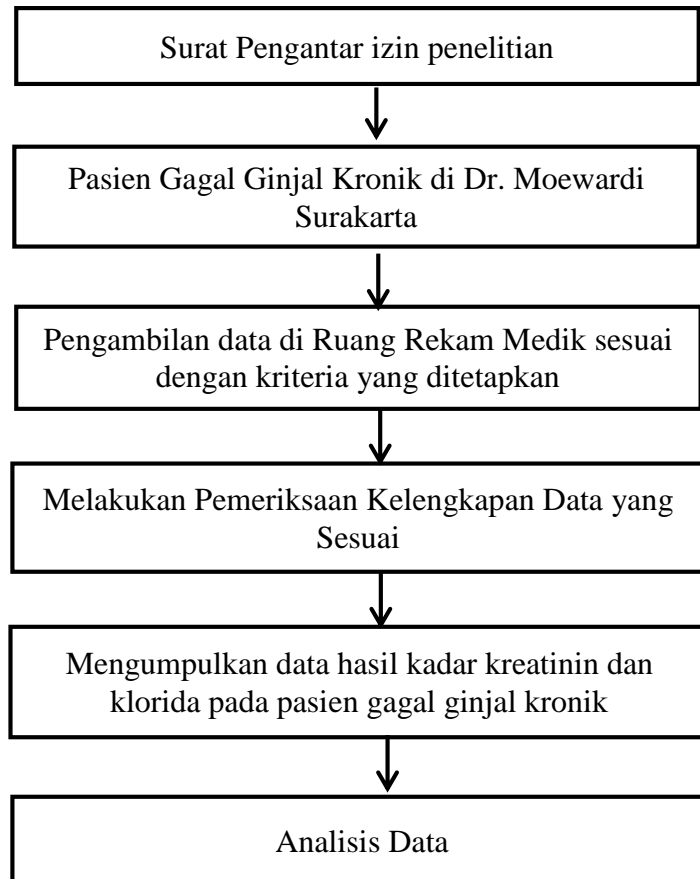 Surat Pengantar izin penelitian
Pasien Gagal Ginjal Kronik di Dr. Moewardi
Surakarta
Pengambilan data di Ruang Rekam Medik sesuai
dengan kriteria yang ditetapkan
Melakukan Pemeriksaan Kelengkapan Data yang
Sesuai
Mengumpulkan data hasil kadar kreatinin dan
klorida pada pasien gagal ginjal kronik
Analisis Data